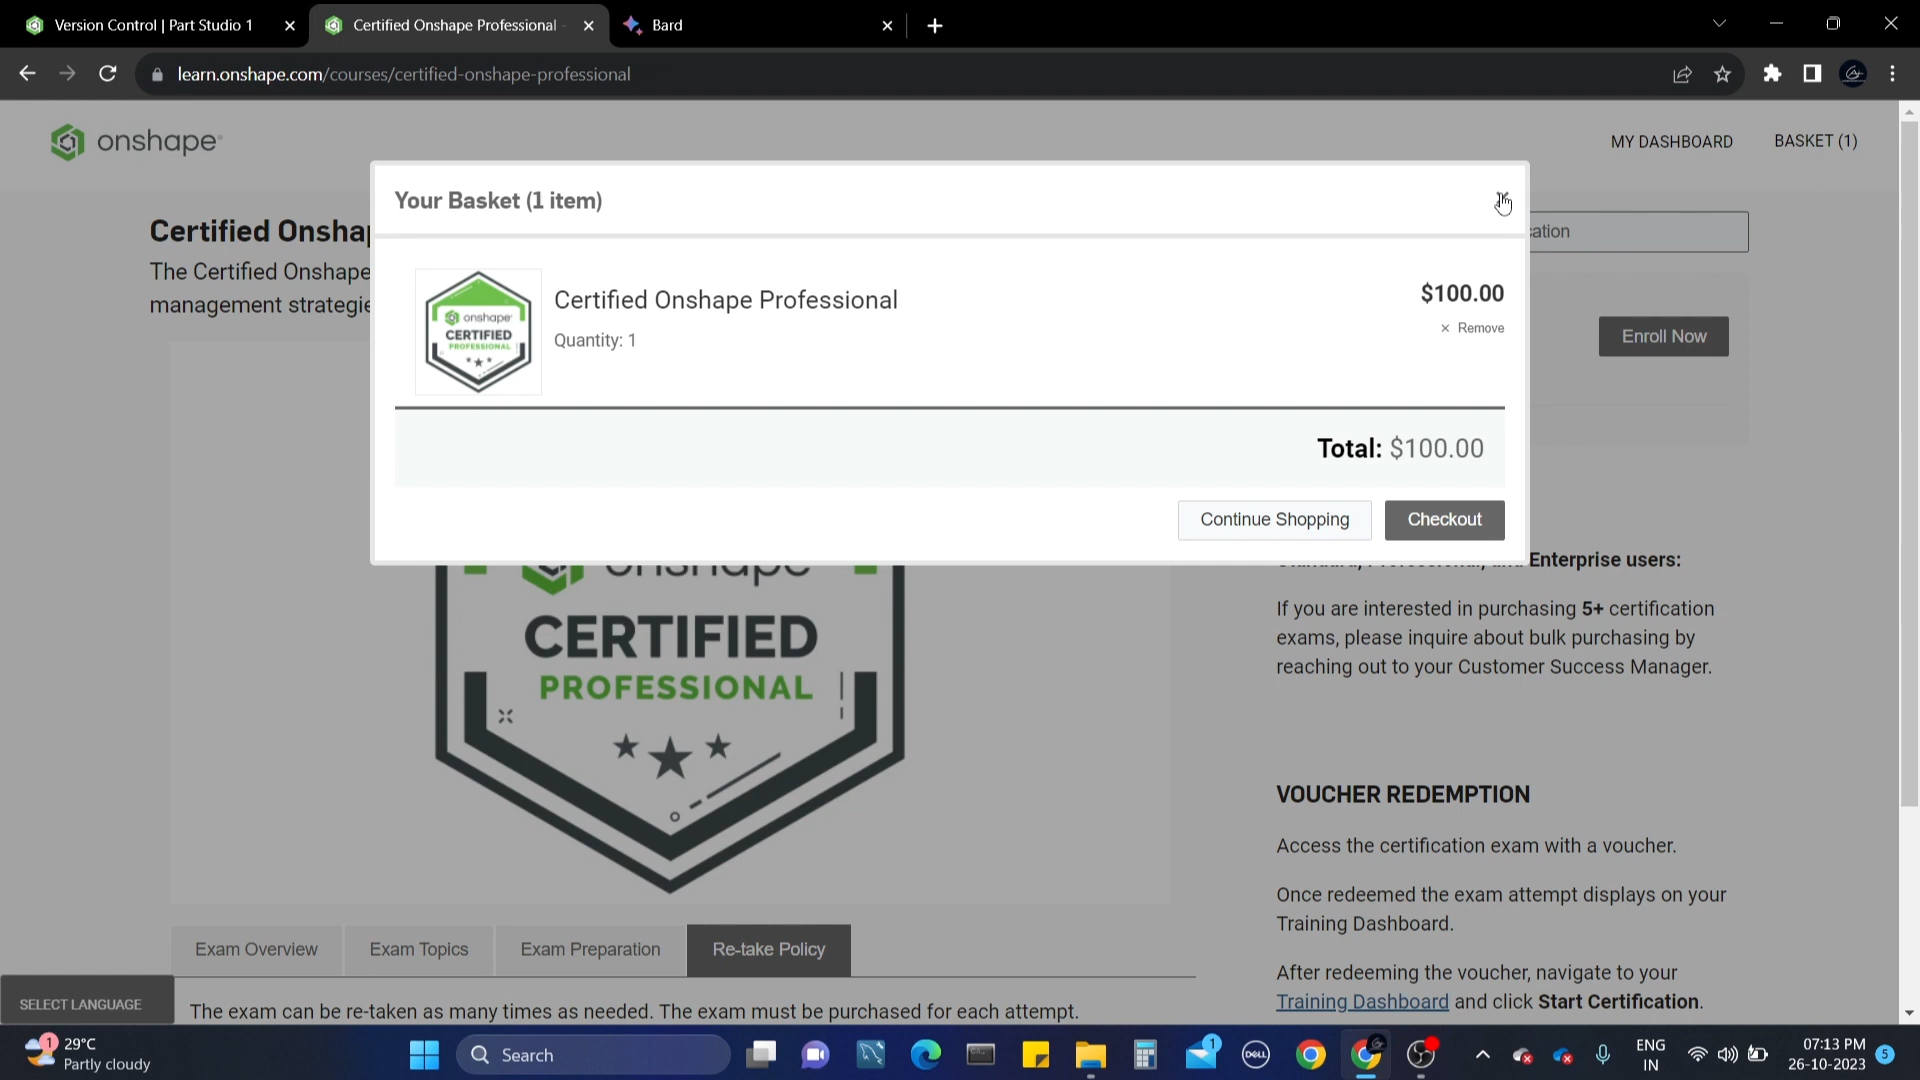 Version Control | Part Studio 1
Certified Onshape Professional
Bard
learn.onshape.com/courses/certified-onshape-professional
onshape
MY DASHBOARD
BASKET (1)
Your Basket (1 item)
Certified Onshape Professional
Quantity: 1
$100.00
× Remove
onshape
CERTIFIED
PROFESSIONAL
Total: $100.00
Continue Shopping
Checkout
Certified
The Certified Onshape
management
Enroll Now
Enterprise users:
If you are interested in purchasing 5+ certification
exams, please inquire about bulk purchasing by
reaching out to your Customer Success Manager.
onshape
CERTIFIED
PROFESSIONAL
VOUCHER REDEMPTION
Access the certification exam with a voucher.
Once redeemed the exam attempt displays on your
Training Dashboard.
After redeeming the voucher, navigate to your
Training Dashboard and click Start Certification.
Exam Overview
Exam Topics
Exam Preparation
Re-take Policy
SELECT LANGUAGE
The exam can be re-taken as many times as needed. The exam must be purchased for each attempt.
1
29°C
Partly cloudy
Search
1
DELL
ENG
IN
07:13 PM
26-10-2023
5